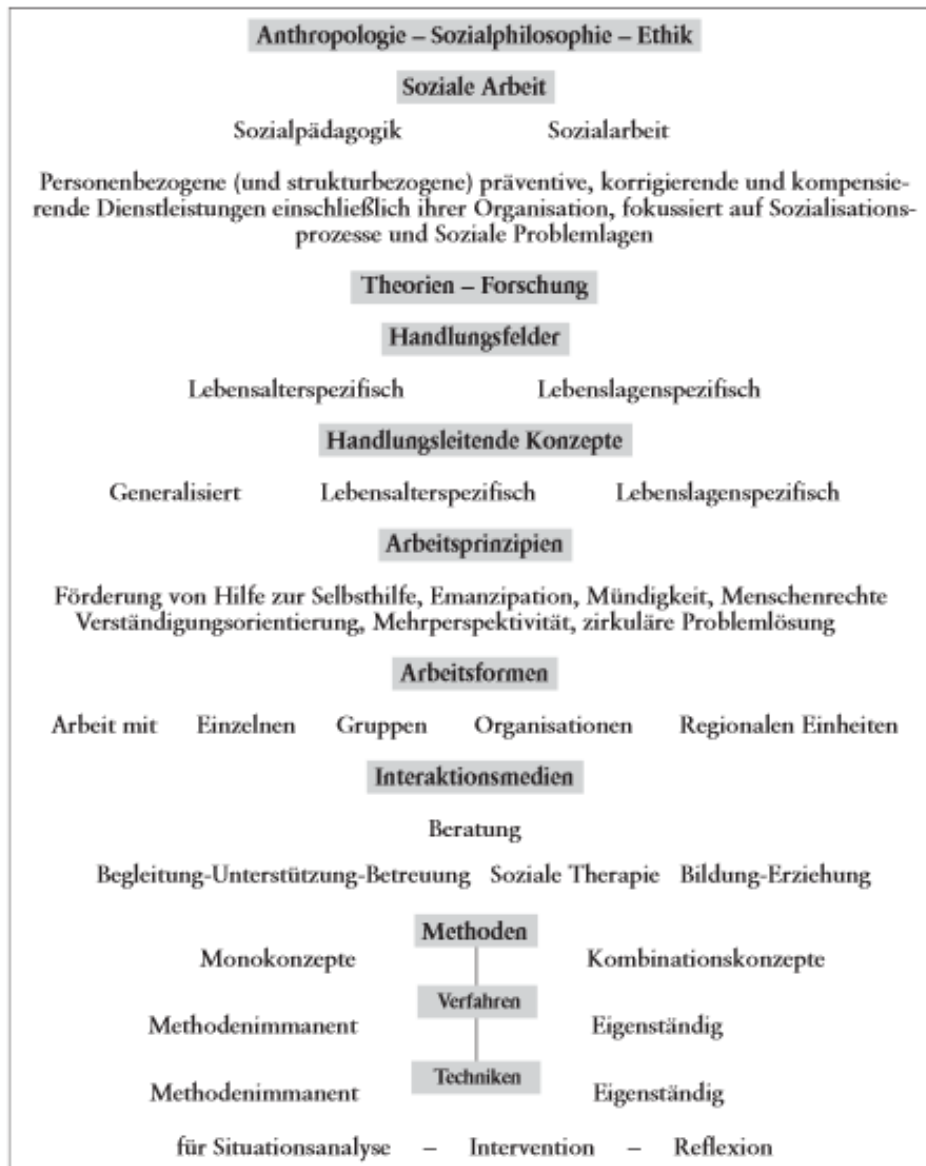 Anthropologie – Sozialphilosophie – Ethik
Soziale Arbeit
Sozialpädagogik Sozialarbeit
Personenbezogene (und strukturbezogene) präventive, korrigierende und kompensie-
rende Dienstleistungen einschließlich ihrer Organisation, fokussiert auf Sozialisations-
prozesse und Soziale Problemlagen
Theorien – Forschung
Handlungsfelder
Lebensalterspezifisch Lebenslagenspezifisch
Handlungsleitende Konzepte
Generalisiert Lebensalterspezifisch Lebenslagenspezifisch
Arbeitsprinzipien
Förderung von Hilfe zur Selbsthilfe, Emanzipation, Mündigkeit, Menschenrechte
Verständigungsorientierung, Mehrperspektivität, zirkuläre Problemlösung
Arbeitsformen
Arbeit mit Einzelnen Gruppen Organisationen Regionalen Einheiten
Interaktionsmedien
Beratung
Begleitung-Unterstützung-Betreuung Soziale Therapie Bildung-Erziehung
Methoden
Monokonzepte Kombinationskonzepte
Verfahren
Methodenimmanent Eigenständig
Techniken
Methodenimmanent Eigenständig
für Situationsanalyse – Intervention – Reflexion